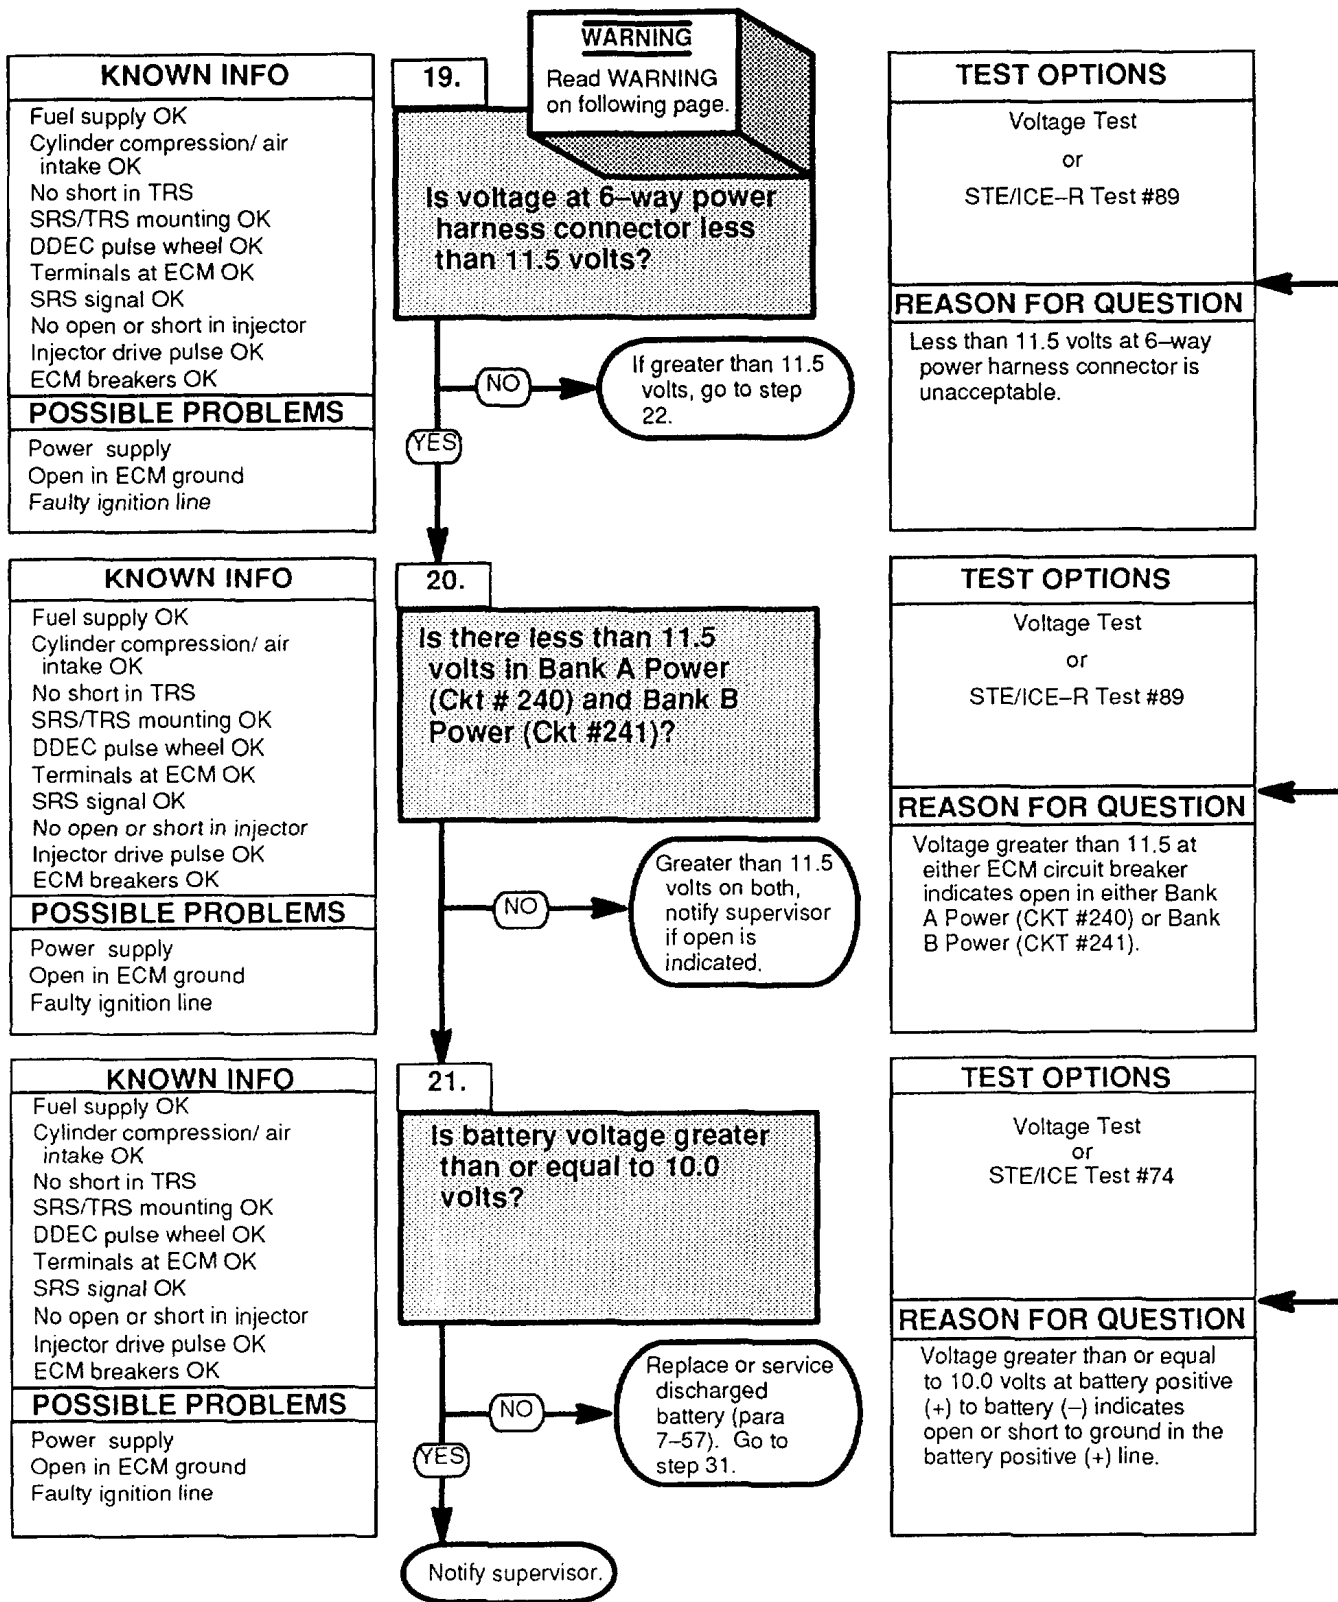 KNOWN INFO
Fuel supply OK
Cylinder compression/ air
intake OK
No short in TRS
SRS/TRS mounting OK
DDEC pulse wheel OK
Terminals at ECM OK
SRS signal OK
No open or short in injector
Injector drive pulse OK
ECM breakers OK
POSSIBLE PROBLEMS
Power supply
Open in ECM ground
Faulty ignition line
19.
WARNING
Read WARNING
on following page.
Is voltage at 6–way power
harness connector less
than 11.5 volts?
NO
If greater than 11.5
volts, go to step
22.
YES
TEST OPTIONS
Voltage Test
or
STE/ICE–R Test #89
REASON FOR QUESTION
Less than 11.5 volts at 6–way
power harness connector is
unacceptable.
KNOWN INFO
Fuel supply OK
Cylinder compression/ air
intake OK
No short in TRS
SRS/TRS mounting OK
DDEC pulse wheel OK
Terminals at ECM OK
SRS signal OK
No open or short in injector
Injector drive pulse OK
ECM breakers OK
POSSIBLE PROBLEMS
Power supply
Open in ECM ground
Faulty ignition line
20.
Is there less than 11.5
volts in Bank A Power
(Ckt # 240) and Bank B
Power (Ckt #241)?
NO
Greater than 11.5
volts on both,
notify supervisor
if open is
indicated.
TEST OPTIONS
Voltage Test
or
STE/ICE–R Test #89
REASON FOR QUESTION
Voltage greater than 11.5 at
either ECM circuit breaker
indicates open in either Bank
A Power (CKT #240) or Bank
B Power (CKT #241).
KNOWN INFO
Fuel supply OK
Cylinder compression/ air
intake OK
No short in TRS
SRS/TRS mounting OK
DDEC pulse wheel OK
Terminals at ECM OK
SRS signal OK
No open or short in injector
Injector drive pulse OK
ECM breakers OK
POSSIBLE PROBLEMS
Power supply
Open in ECM ground
Faulty ignition line
21.
Is battery voltage greater
than or equal to 10.0
volts?
NO
Replace or service
discharged
battery (para
7–57). Go to
step 31.
YES
Notify supervisor.
TEST OPTIONS
Voltage Test
or
STE/ICE Test #74
REASON FOR QUESTION
Voltage greater than or equal
to 10.0 volts at battery positive
(+) to battery (–) indicates
open or short to ground in the
battery positive (+) line.